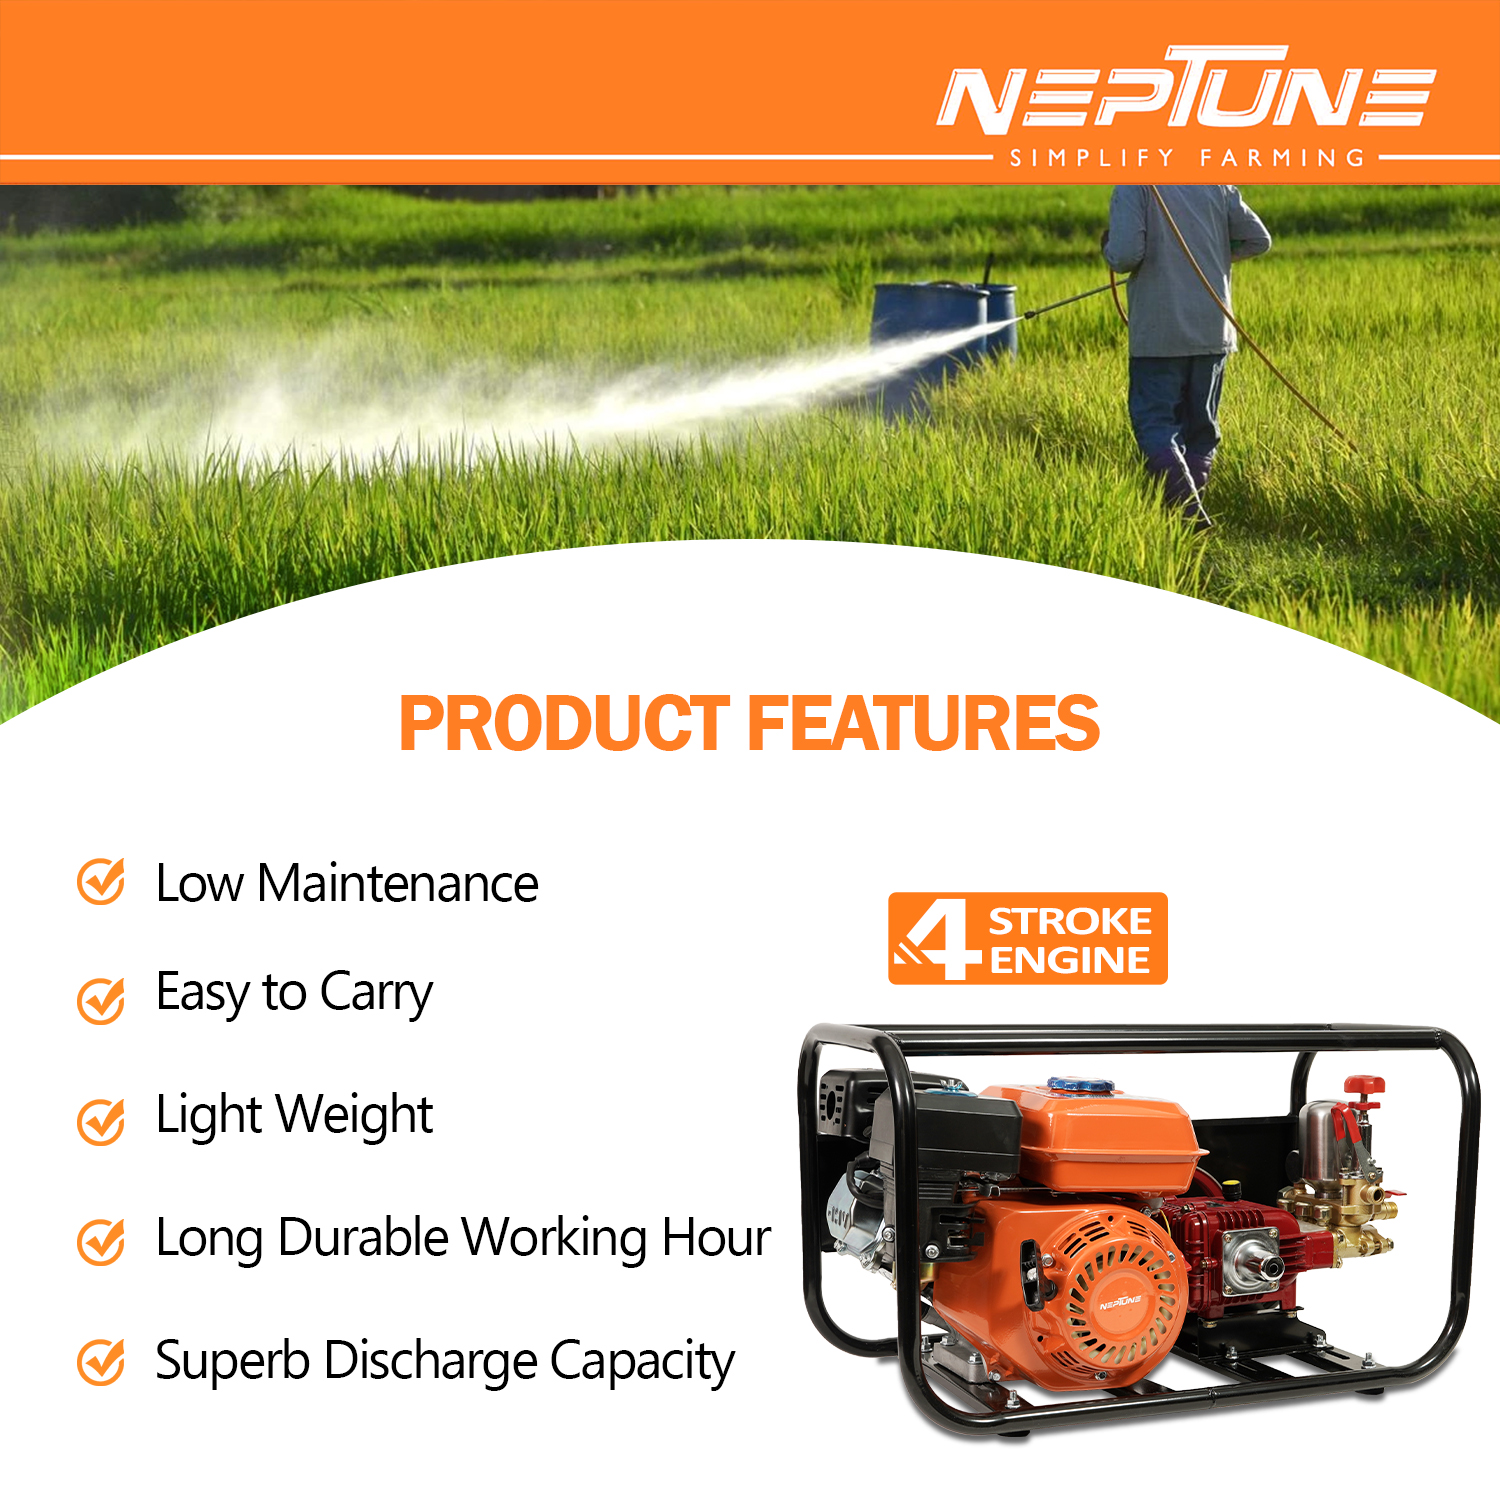 NEPTUNE
SIMPLIFY FARMING
PRODUCT FEATURES
Low Maintenance
Easy to Carry
Light Weight
Long Durable Working Hour
Superb Discharge Capacity
4 STROKE
ENGINE
NEPTUNE